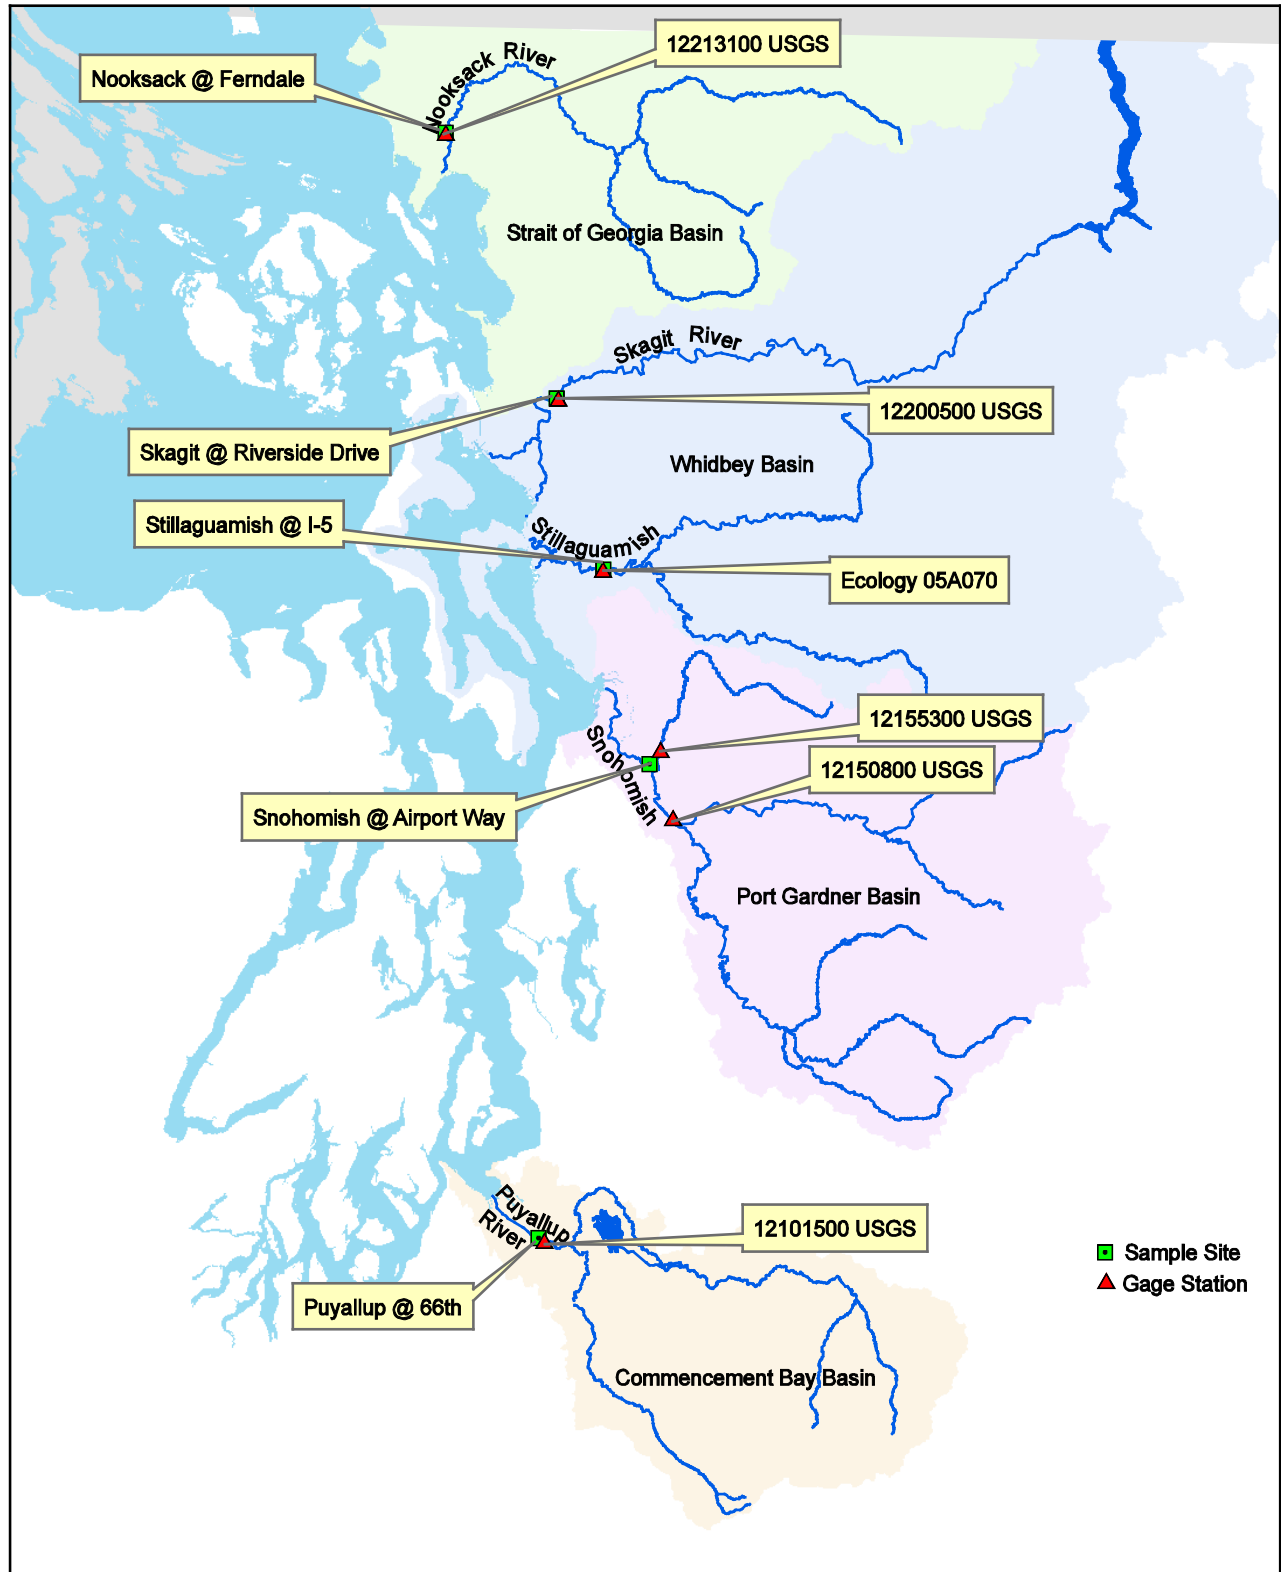 12213100 USGS
Nooksack @ Ferndale
Nooksack River
Strait of Georgia Basin
Skagit River
12200500 USGS
Skagit @ Riverside Drive
Whidbey Basin
Stillaguamish @ I-5
Stillaguamish
Ecology 05A070
12155300 USGS
Snohomish
12150800 USGS
Snohomish @ Airport Way
Port Gardner Basin
Puyallup
River
12101500 USGS
Sample Site
Gage Station
Puyallup @ 66th
Commencement Bay Basin